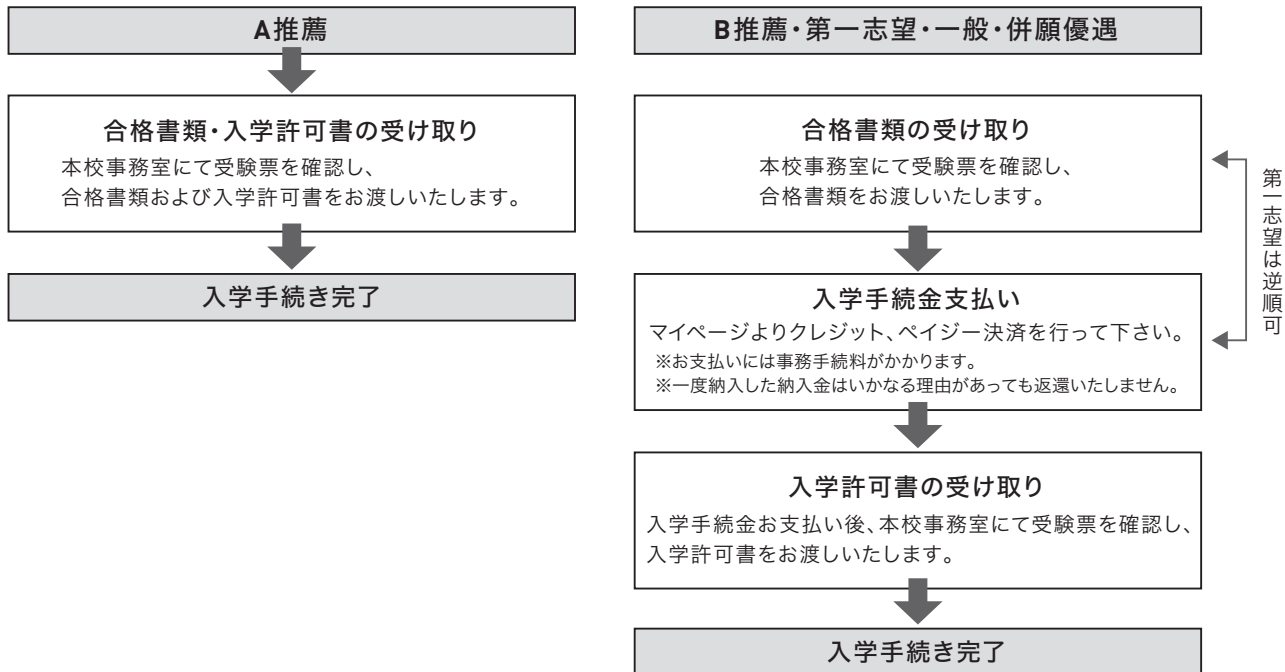 A推薦
合格書類・入学許可書の受け取り
本校事務室にて受験票を確認し、
合格書類および入学許可書をお渡しいたします。
入学手続き完了
B推薦・第一志望・一般・併願優遇
合格書類の受け取り
本校事務室にて受験票を確認し、
合格書類をお渡しいたします。
入学手続金支払い
マイページよりクレジット、ペイジー決済を行って下さい。
※お支払いには事務手続料がかかります。
※一度納入した納入金はいかなる理由があっても返還いたしません。
第一志望は逆順可
入学許可書の受け取り
入学手続金お支払い後、本校事務室にて受験票を確認し、
入学許可書をお渡しいたします。
入学手続き完了